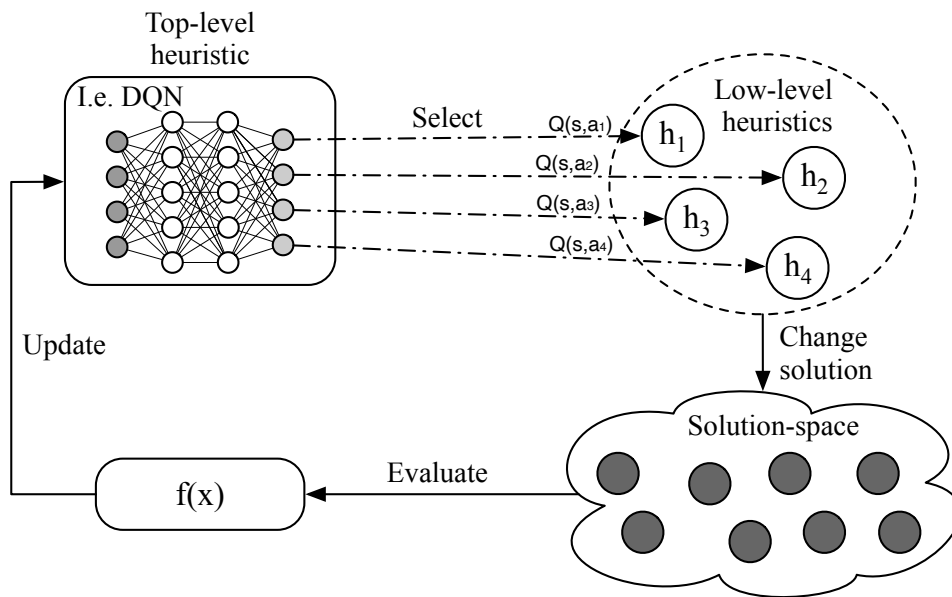 Top-level
heuristic
I.e. DQN
Select
Q(s,a₁)
Q(s,a₂)
Q(s,a₃)
Q(s,a₄)
Low-level
heuristics
h₁
h₂
h₃
h₄
Update
Change
solution
Solution-space
Evaluate
f(x)